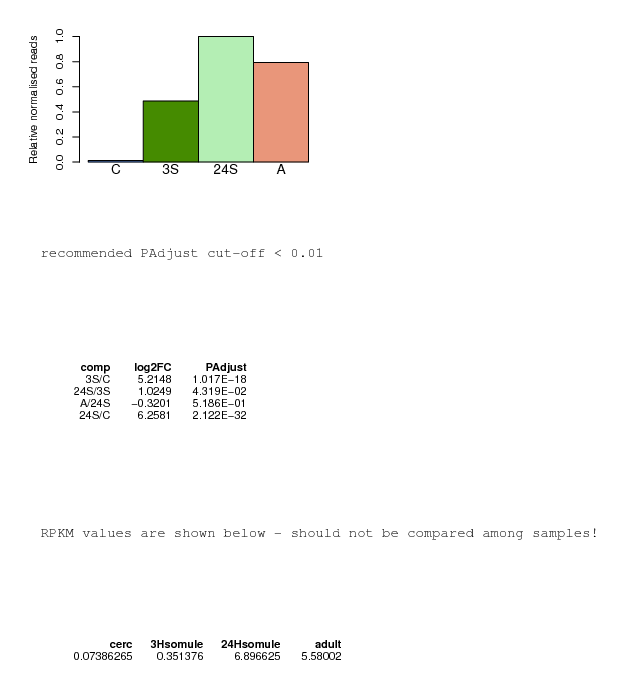 Relative normalised reads
1.0
0.8
0.6
0.4
0.2
0.0
C 3S 24S A
recommended PAdjust cut-off < 0.01
comp log2FC PAdjust
3S/C 5.2148 1.017E−18
24S/3S 1.0249 4.319E−02
A/24S −0.3201 5.186E−01
24S/C 6.2581 2.122E−32
RPKM values are shown below - should not be compared among samples!
cerc 3Hsomule 24Hsomule adult
0.07386265 0.351376 6.896625 5.58002